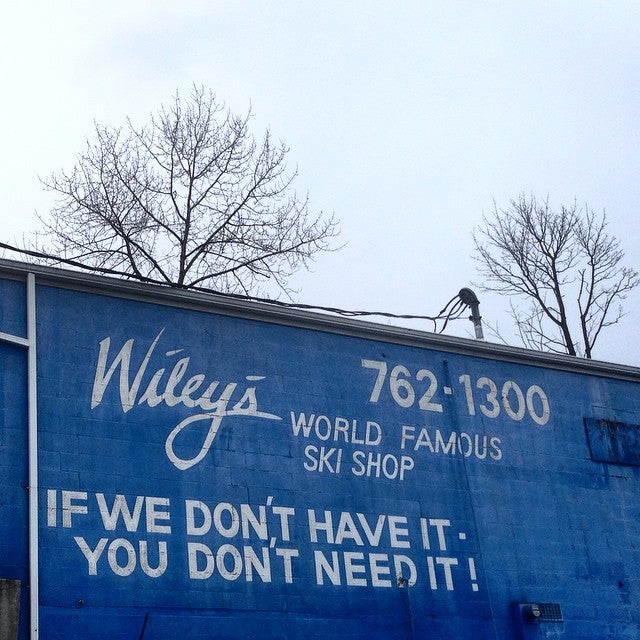 Wiley's 762-1300
WORLD FAMOUS
SKI SHOP
IF WE DON'T HAVE IT-
YOU DON'T NEED IT!